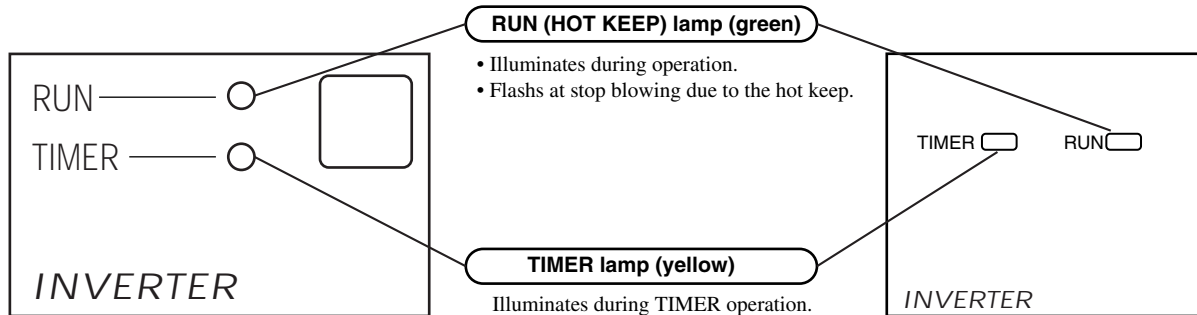 RUN (HOT KEEP) lamp (green)
• Illuminates during operation.
• Flashs at stop blowing due to the hot keep.
RUN
TIMER
INVERTER
TIMER
RUN
INVERTER
TIMER lamp (yellow)
Illuminates during TIMER operation.